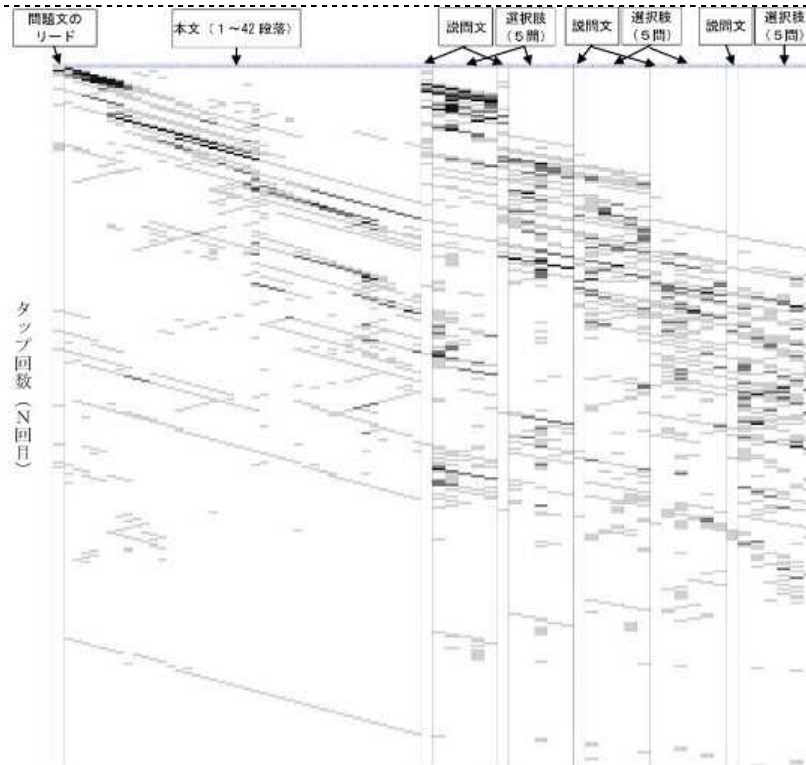 問題文の
リード
本文（1～42段落）
説問文
選択肢
（5問）
説問文
選択肢
（5問）
説問文
選択肢
（5問）
タップ回数（N回目）